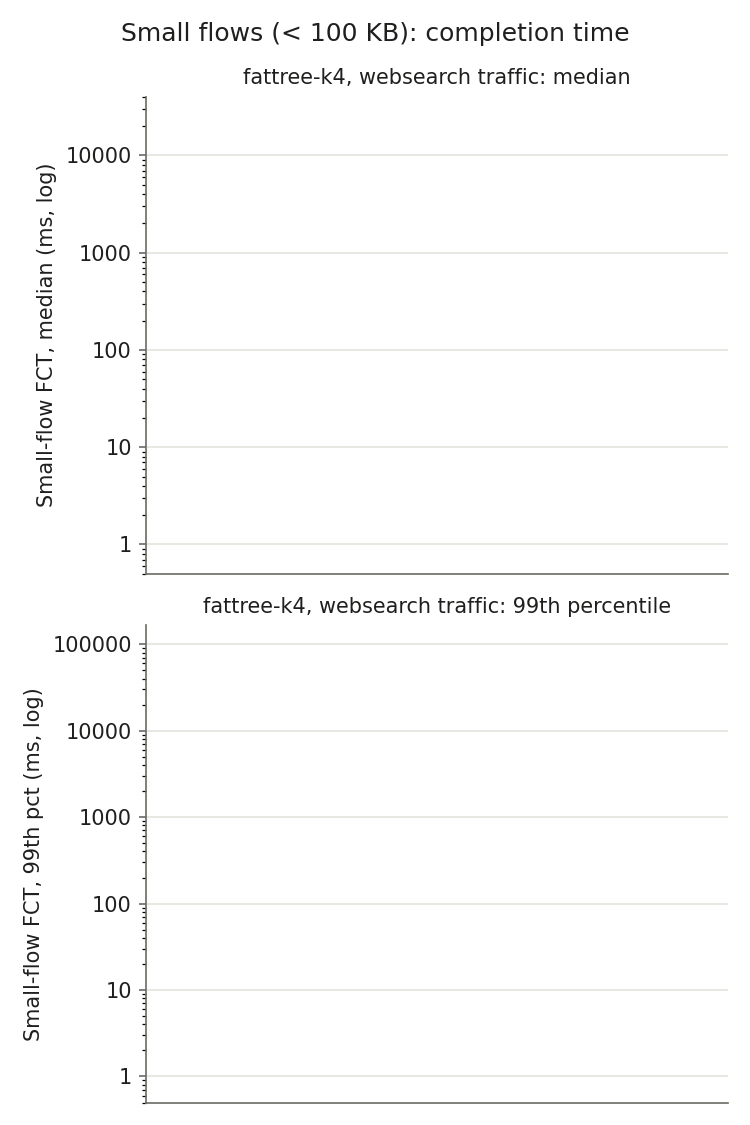 Small flows (< 100 KB): completion time
fattree-k4, websearch traffic: median
Small-flow FCT, median (ms, log)
10000
1000
100
10
1
fattree-k4, websearch traffic: 99th percentile
Small-flow FCT, 99th pct (ms, log)
100000
10000
1000
100
10
1